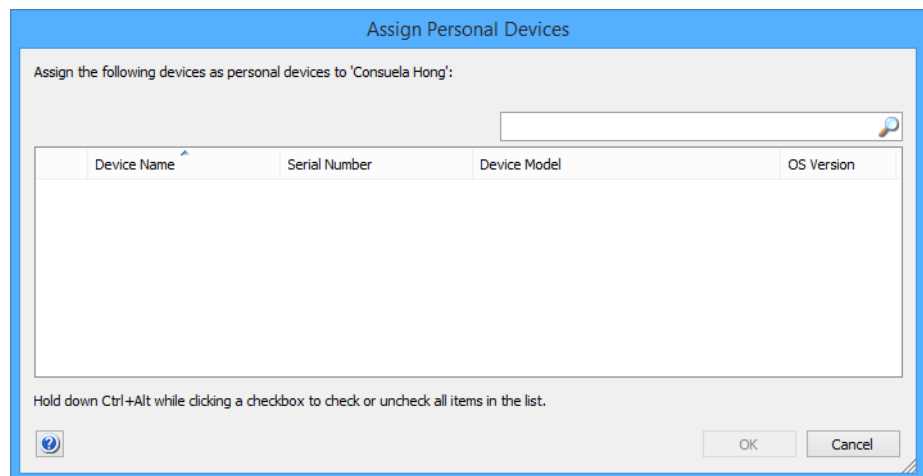 Assign Personal Devices
Assign the following devices as personal devices to 'Consuela Hong':
Device Name Serial Number Device Model OS Version
Hold down Ctrl+Alt while clicking a checkbox to check or uncheck all items in the list.
OK Cancel